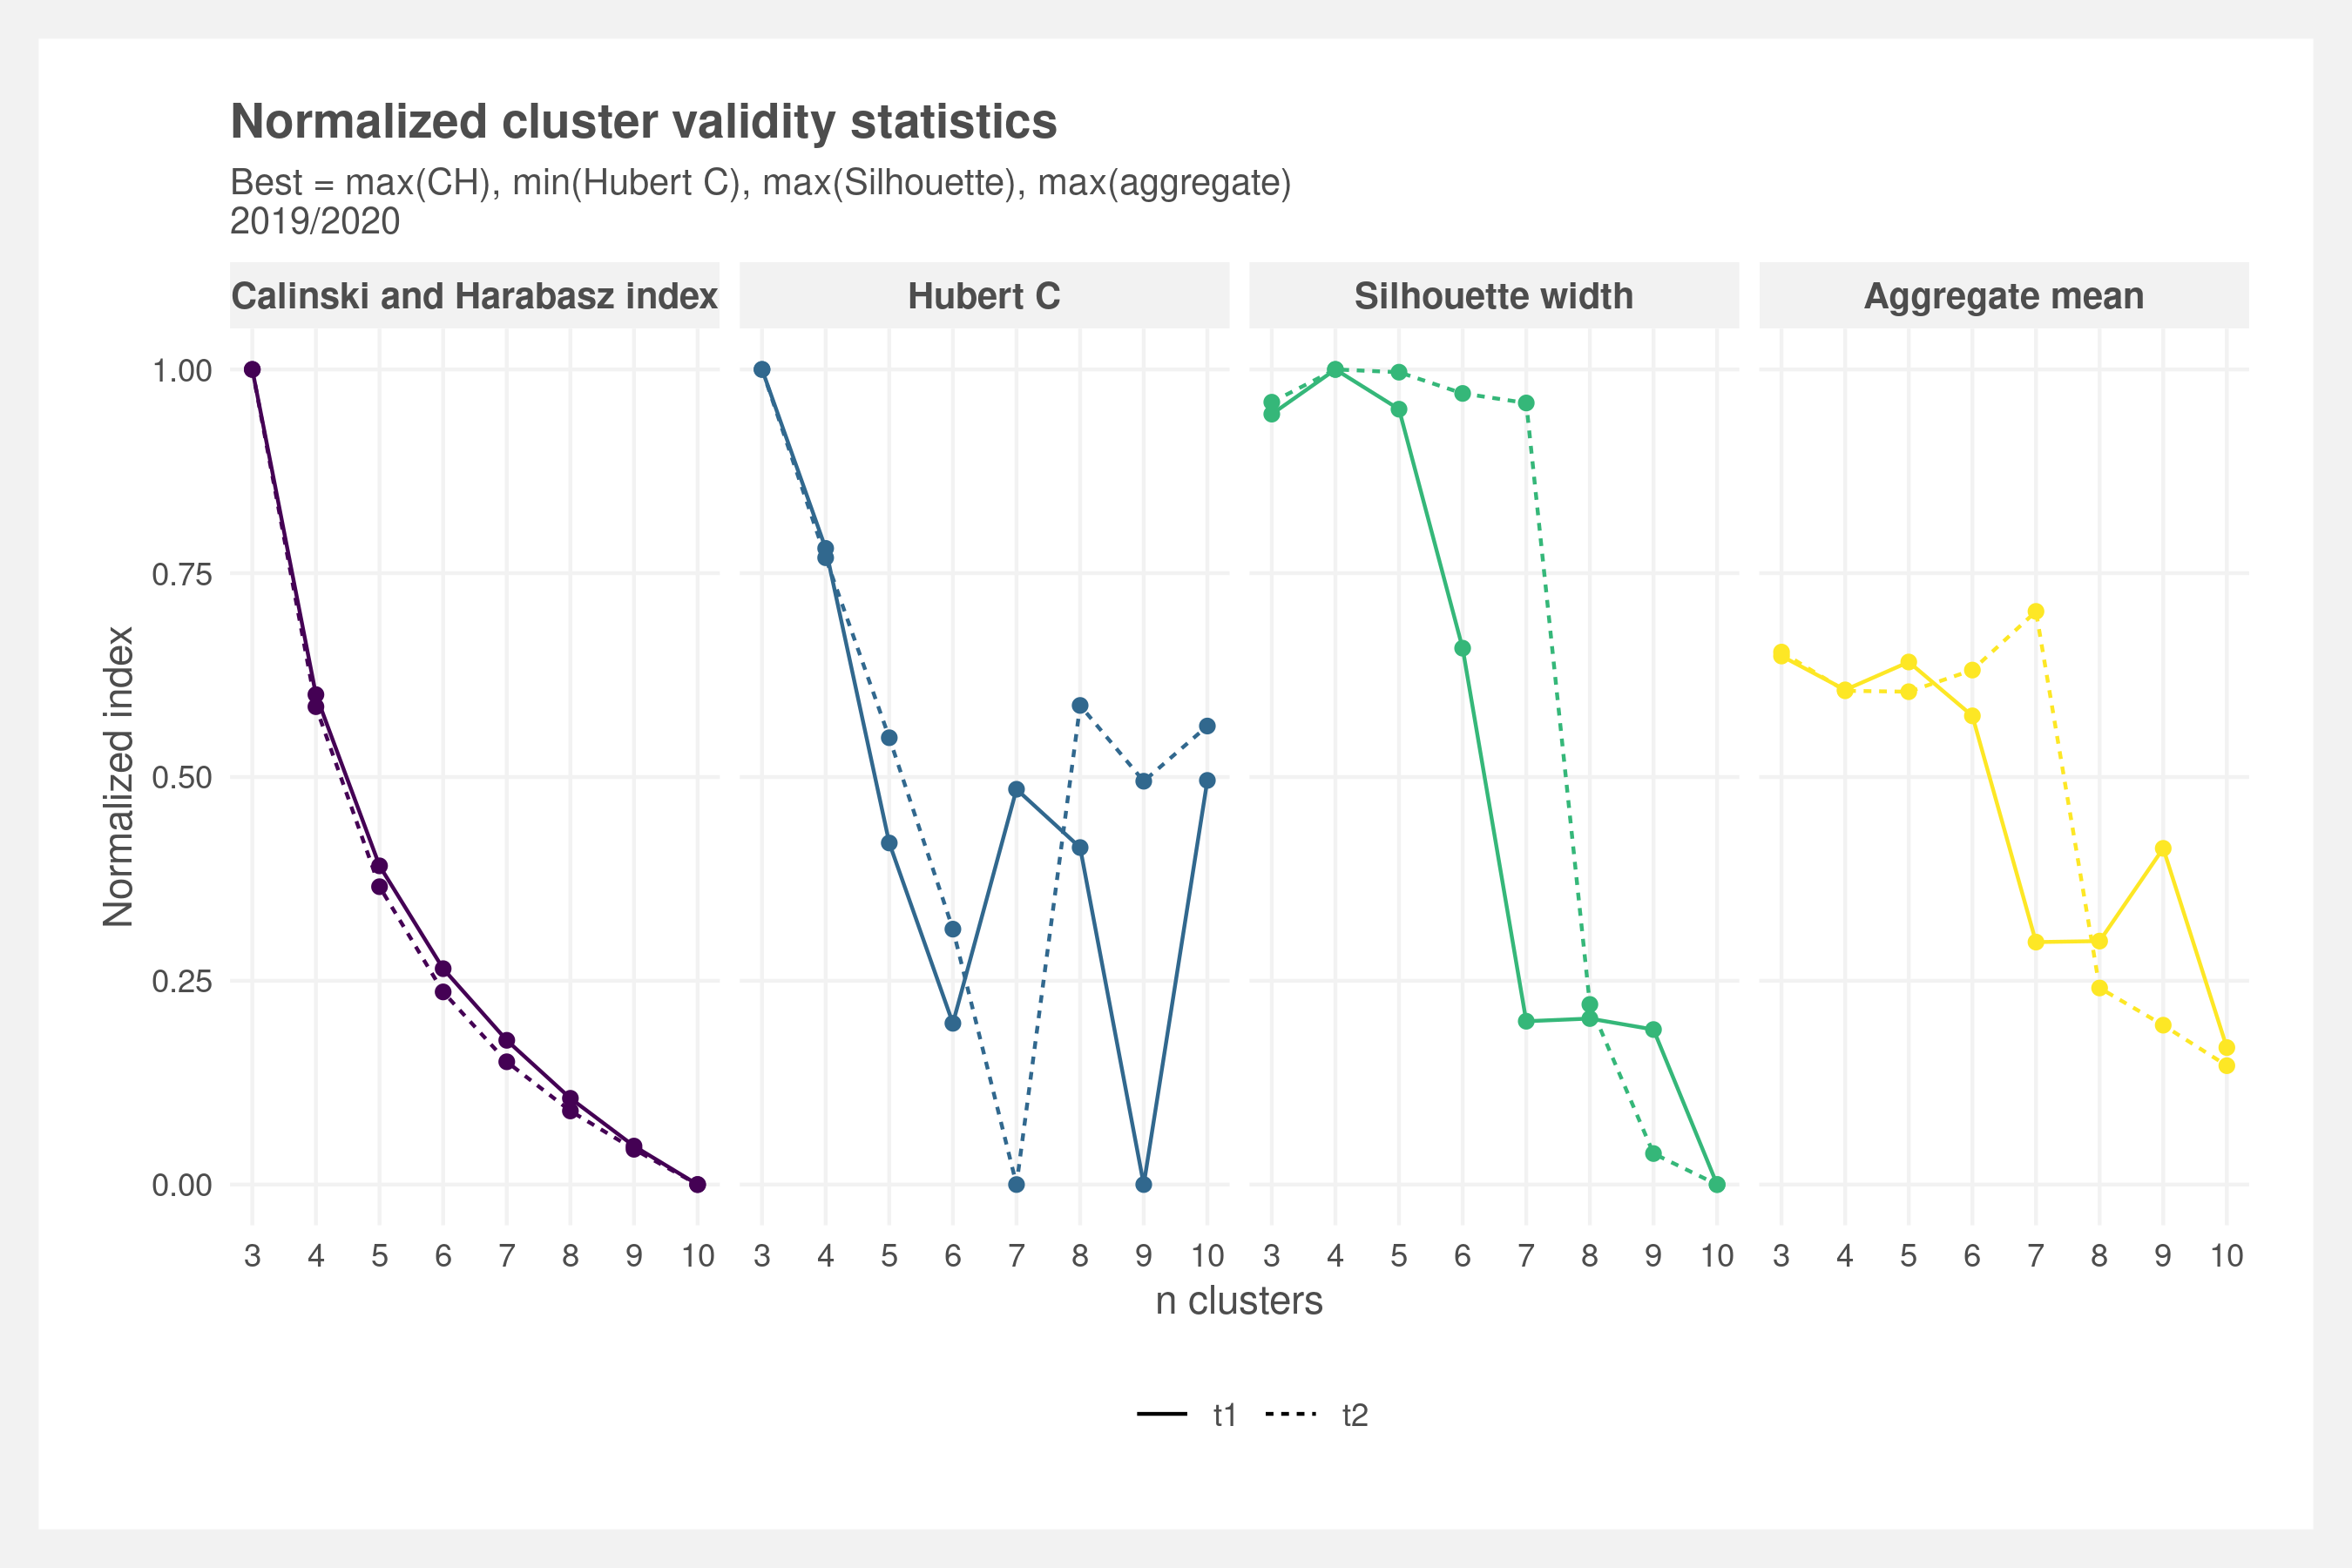 Normalized cluster validity statistics
Best = max(CH), min(Hubert C), max(Silhouette), max(aggregate)
2019/2020
Calinski and Harabasz index Hubert C Silhouette width Aggregate mean
Normalized index
1.00
0.75
0.50
0.25
0.00
3 4 5 6 7 8 9 10 3 4 5 6 7 8 9 10 3 4 5 6 7 8 9 10 3 4 5 6 7 8 9 10
n clusters
t1 t2